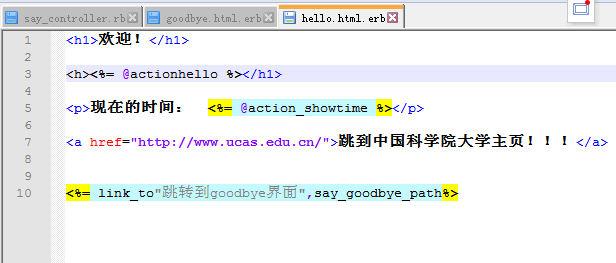 say_controller.rb goodbye.html.erb hello.html.erb
1 <h1>欢迎！</h1>
2
3 <h><%= @actionhello %></h1>
4
5 <p>现在的时间： <%= @action_showtime %></p>
6
7 <a href="http://www.ucas.edu.cn/">跳到中国科学院大学主页！！！</a>
8
9
10 <%= link_to"跳转到goodbye界面",say_goodbye_path%>